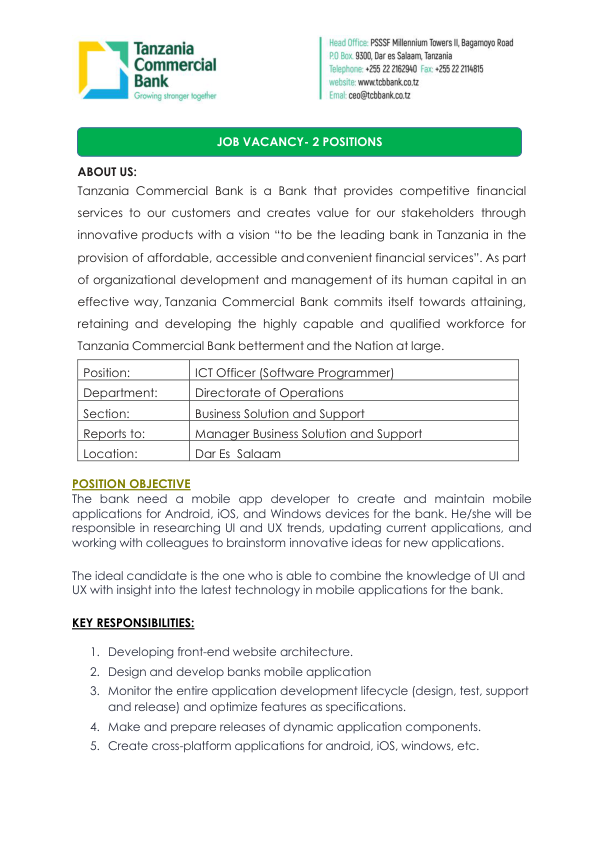 Tanzania
Commercial
Bank
Growing stronger together
Head Office: PSSSF Millennium Towers II, Bagamoyo Road
P.O Box. 9300, Dar es Salaam, Tanzania
Telephone: +255 22 2162940 Fax: +255 22 2114815
website: www.tcbbank.co.tz
Emai: ceo@tcbbank.co.tz
JOB VACANCY- 2 POSITIONS
ABOUT US:
Tanzania Commercial Bank is a Bank that provides competitive financial
services to our customers and creates value for our stakeholders through
innovative products with a vision “to be the leading bank in Tanzania in the
provision of affordable, accessible and convenient financial services”. As part
of organizational development and management of its human capital in an
effective way, Tanzania Commercial Bank commits itself towards attaining,
retaining and developing the highly capable and qualified workforce for
Tanzania Commercial Bank betterment and the Nation at large.
Position: ICT Officer (Software Programmer)
Department: Directorate of Operations
Section: Business Solution and Support
Reports to: Manager Business Solution and Support
Location: Dar Es Salaam
POSITION OBJECTIVE
The bank need a mobile app developer to create and maintain mobile
applications for Android, iOS, and Windows devices for the bank. He/she will be
responsible in researching UI and UX trends, updating current applications, and
working with colleagues to brainstorm innovative ideas for new applications.
The ideal candidate is the one who is able to combine the knowledge of UI and
UX with insight into the latest technology in mobile applications for the bank.
KEY RESPONSIBILITIES:
1. Developing front-end website architecture.
2. Design and develop banks mobile application
3. Monitor the entire application development lifecycle (design, test, support
and release) and optimize features as specifications.
4. Make and prepare releases of dynamic application components.
5. Create cross-platform applications for android, iOS, windows, etc.